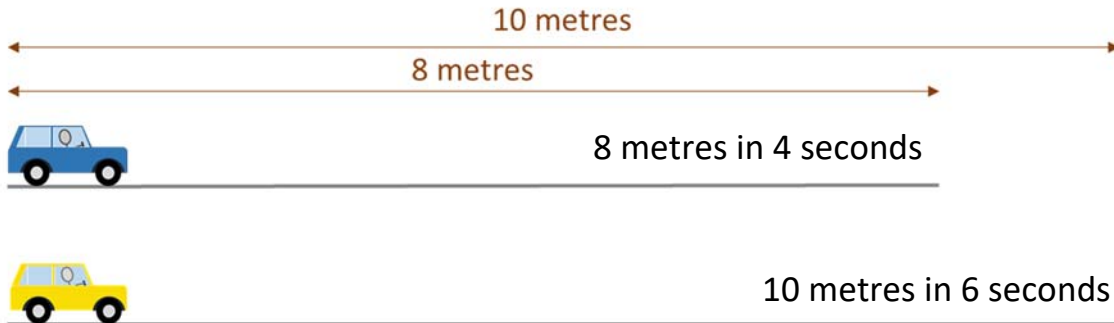 10 metres
8 metres
8 metres in 4 seconds
10 metres in 6 seconds